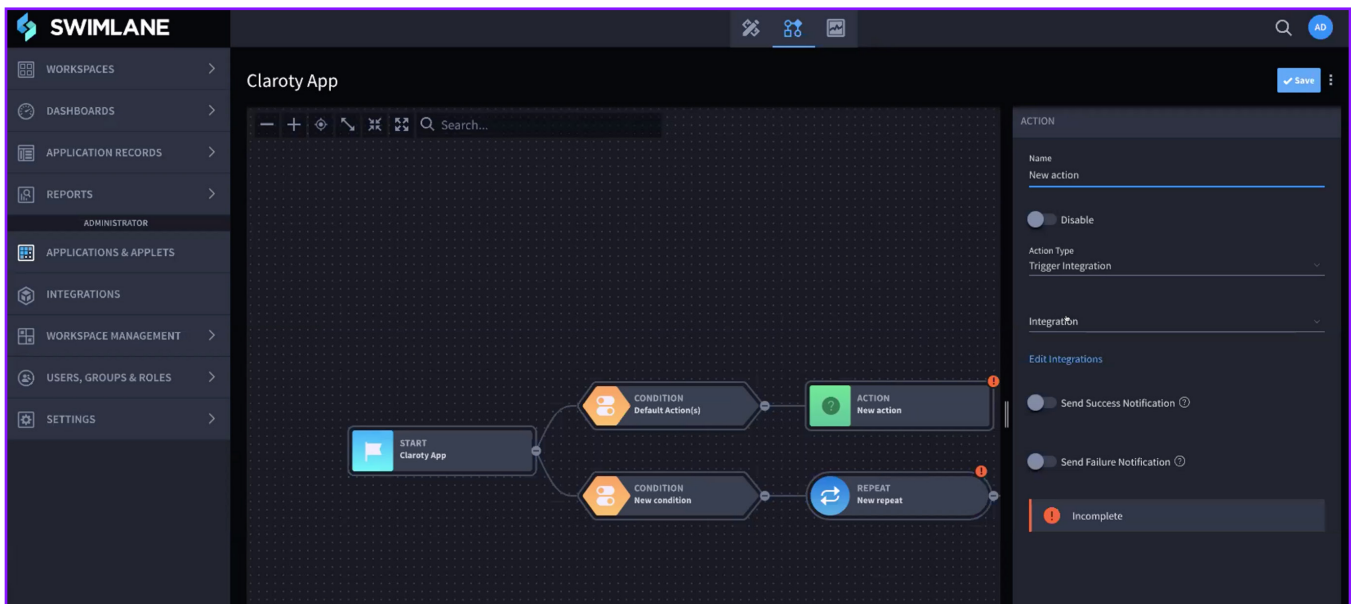 SWIMLANE
AD
WORKSPACES
DASHBOARDS
APPLICATION RECORDS
REPORTS
ADMINISTRATOR
APPLICATIONS & APPLETS
INTEGRATIONS
WORKSPACE MANAGEMENT
USERS, GROUPS & ROLES
SETTINGS
Claroty App
Save
Search...
START
Claroty App
CONDITION
Default Action(s)
ACTION
New action
CONDITION
New condition
REPEAT
New repeat
ACTION
Name
New action
Disable
Action Type
Trigger Integration
Integration
Edit Integrations
Send Success Notification
Send Failure Notification
Incomplete